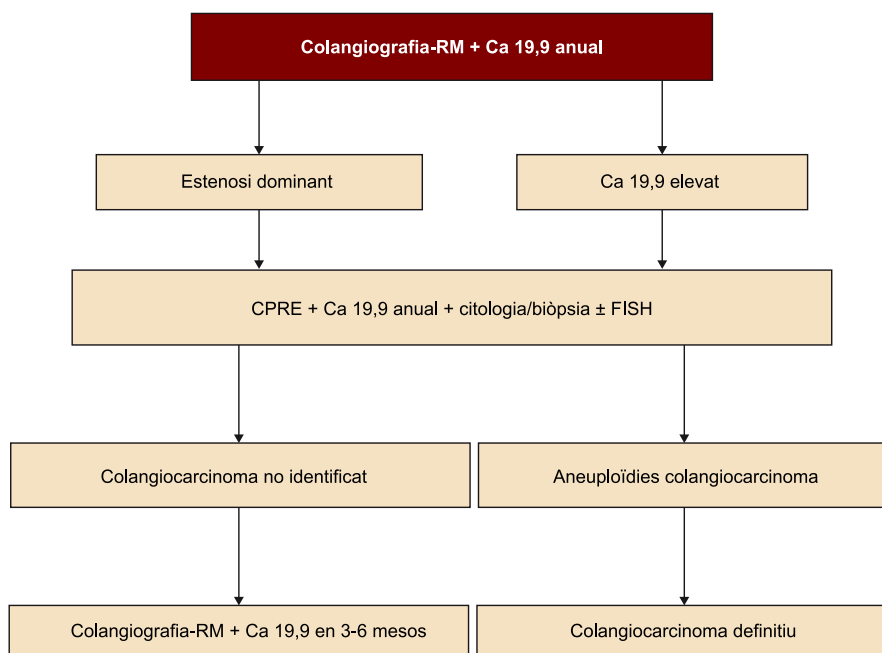 Colangiografia-RM + Ca 19,9 anual
Estenosi dominant
Ca 19,9 elevat
CPRE + Ca 19,9 anual + citologia/biòpsia ± FISH
Colangiocarcinoma no identificat
Aneuploïdies colangiocarcinoma
Colangiografia-RM + Ca 19,9 en 3-6 mesos
Colangiocarcinoma definitiu